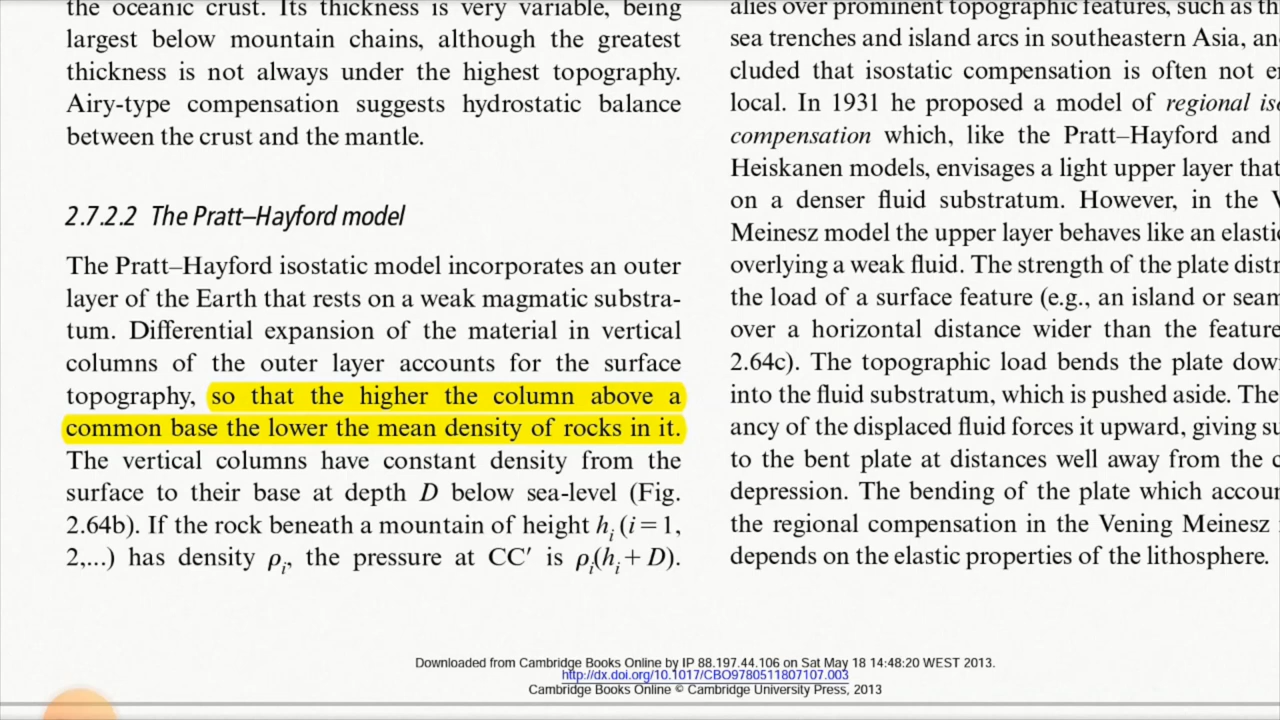 the oceanic crust. Its thickness is very variable, being
largest below mountain chains, although the greatest
thickness is not always under the highest topography.
Airy-type compensation suggests hydrostatic balance
between the crust and the mantle.
2.7.2.2 The Pratt–Hayford model
The Pratt–Hayford isostatic model incorporates an outer
layer of the Earth that rests on a weak magmatic substra-
tum. Differential expansion of the material in vertical
columns of the outer layer accounts for the surface
topography, so that the higher the column above a
common base the lower the mean density of rocks in it.
The vertical columns have constant density from the
surface to their base at depth D below sea-level (Fig.
2.64b). If the rock beneath a mountain of height hᵢ (i=1,
2,...) has density ρᵢ, the pressure at CC′ is ρᵢ(hᵢ+D).
alies over prominent topographic features, such as
sea trenches and island arcs in southeastern Asia,
cluded that isostatic compensation is often not
local. In 1931 he proposed a model of regional
compensation which, like the Pratt–Hayford and
Heiskanen models, envisages a light upper layer that
on a denser fluid substratum. However, in the
Meinesz model the upper layer behaves like an
overlying a weak fluid. The strength of the plate
the load of a surface feature (e.g., an island or
over a horizontal distance wider than the feature
2.64c). The topographic load bends the plate
into the fluid substratum, which is pushed aside. The
ancy of the displaced fluid forces it upward, giving
to the bent plate at distances well away from the
depression. The bending of the plate which
the regional compensation in the Vening Meinesz
depends on the elastic properties of the lithosphere.
Downloaded from Cambridge Books Online by IP 88.197.44.106 on Sat May 18 14:48:20 WEST 2013.
http://dx.doi.org/10.1017/CBO9780511807107.003
Cambridge Books Online © Cambridge University Press, 2013